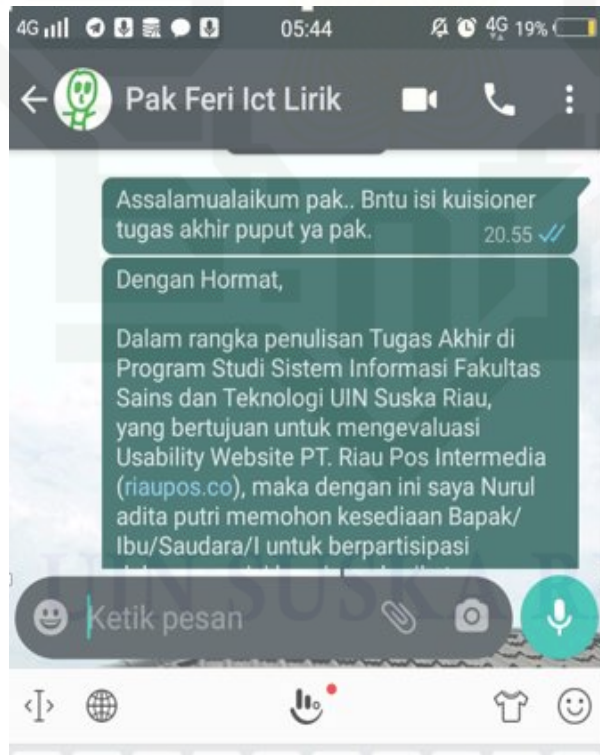 4G 05:44 4G 19%
Pak Feri Ict Lirik
Assalamualaikum pak.. Bntu isi kuisioner
tugas akhir puput ya pak. 20.55
Dengan Hormat,
Dalam rangka penulisan Tugas Akhir di
Program Studi Sistem Informasi Fakultas
Sains dan Teknologi UIN Suska Riau,
yang bertujuan untuk mengevaluasi
Usability Website PT. Riau Pos Intermedia
(riaupos.co), maka dengan ini saya Nurul
adita putri memohon kesediaan Bapak/
Ibu/Saudara/I untuk berpartisipasi
UIN SUSKA R
Ketik pesan